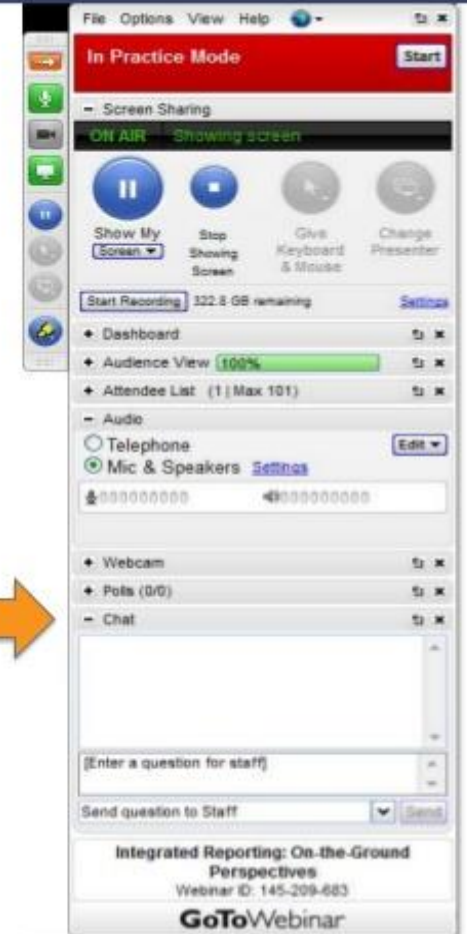 File Options View Help
In Practice Mode Start
- Screen Sharing
ON AIR Showing screen
Show My
Screen
Stop
Showing
Screen
Give
Keyboard
& Mouse
Change
Presenter
Start Recording 322.8 GB remaining Settings
+ Dashboard
+ Audience View 100%
+ Attendee List (1 | Max 101)
- Audio
Telephone Edit
Mic & Speakers Settings
000000000 000000000
+ Webcam
+ Polls (0/0)
- Chat
[Enter a question for staff]
Send question to Staff Send
Integrated Reporting: On-the-Ground
Perspectives
Webinar ID: 145-209-683
GoToWebinar